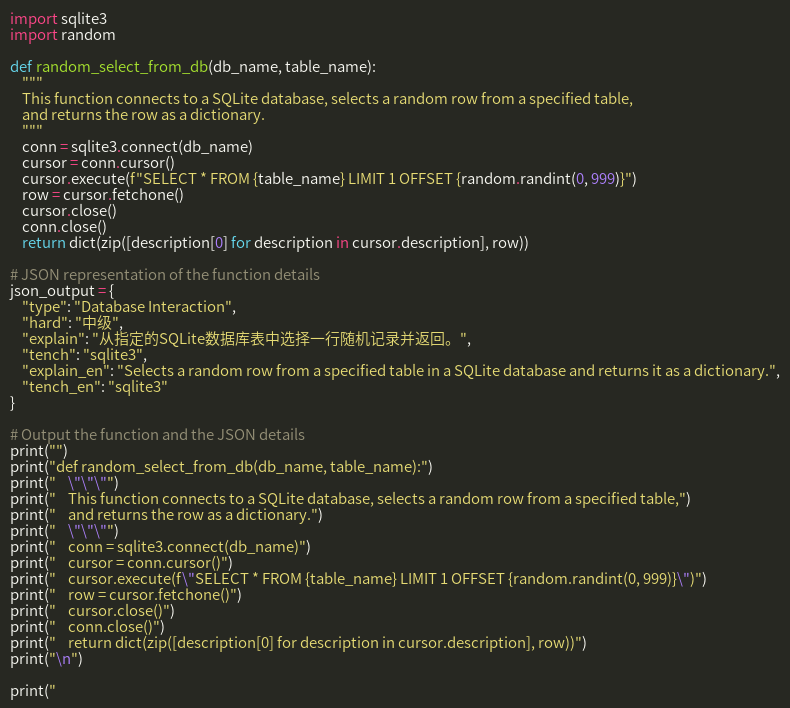 import sqlite3
import random

def random_select_from_db(db_name, table_name):
    """
    This function connects to a SQLite database, selects a random row from a specified table,
    and returns the row as a dictionary.
    """
    conn = sqlite3.connect(db_name)
    cursor = conn.cursor()
    cursor.execute(f"SELECT * FROM {table_name} LIMIT 1 OFFSET {random.randint(0, 999)}")
    row = cursor.fetchone()
    cursor.close()
    conn.close()
    return dict(zip([description[0] for description in cursor.description], row))

# JSON representation of the function details
json_output = {
    "type": "Database Interaction",
    "hard": "中级",
    "explain": "从指定的SQLite数据库表中选择一行随机记录并返回。",
    "tench": "sqlite3",
    "explain_en": "Selects a random row from a specified table in a SQLite database and returns it as a dictionary.",
    "tench_en": "sqlite3"
}

# Output the function and the JSON details
print("")
print("def random_select_from_db(db_name, table_name):")
print("    \"\"\"")
print("    This function connects to a SQLite database, selects a random row from a specified table,")
print("    and returns the row as a dictionary.")
print("    \"\"\"")
print("    conn = sqlite3.connect(db_name)")
print("    cursor = conn.cursor()")
print("    cursor.execute(f\"SELECT * FROM {table_name} LIMIT 1 OFFSET {random.randint(0, 999)}\")")
print("    row = cursor.fetchone()")
print("    cursor.close()")
print("    conn.close()")
print("    return dict(zip([description[0] for description in cursor.description], row))")
print("\n")

print("